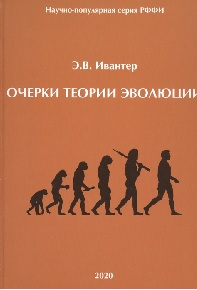 Научно-популярная серия РФФИ
Э.В. Ивантер
ОЧЕРКИ ТЕОРИИ ЭВОЛЮЦИИ
2020